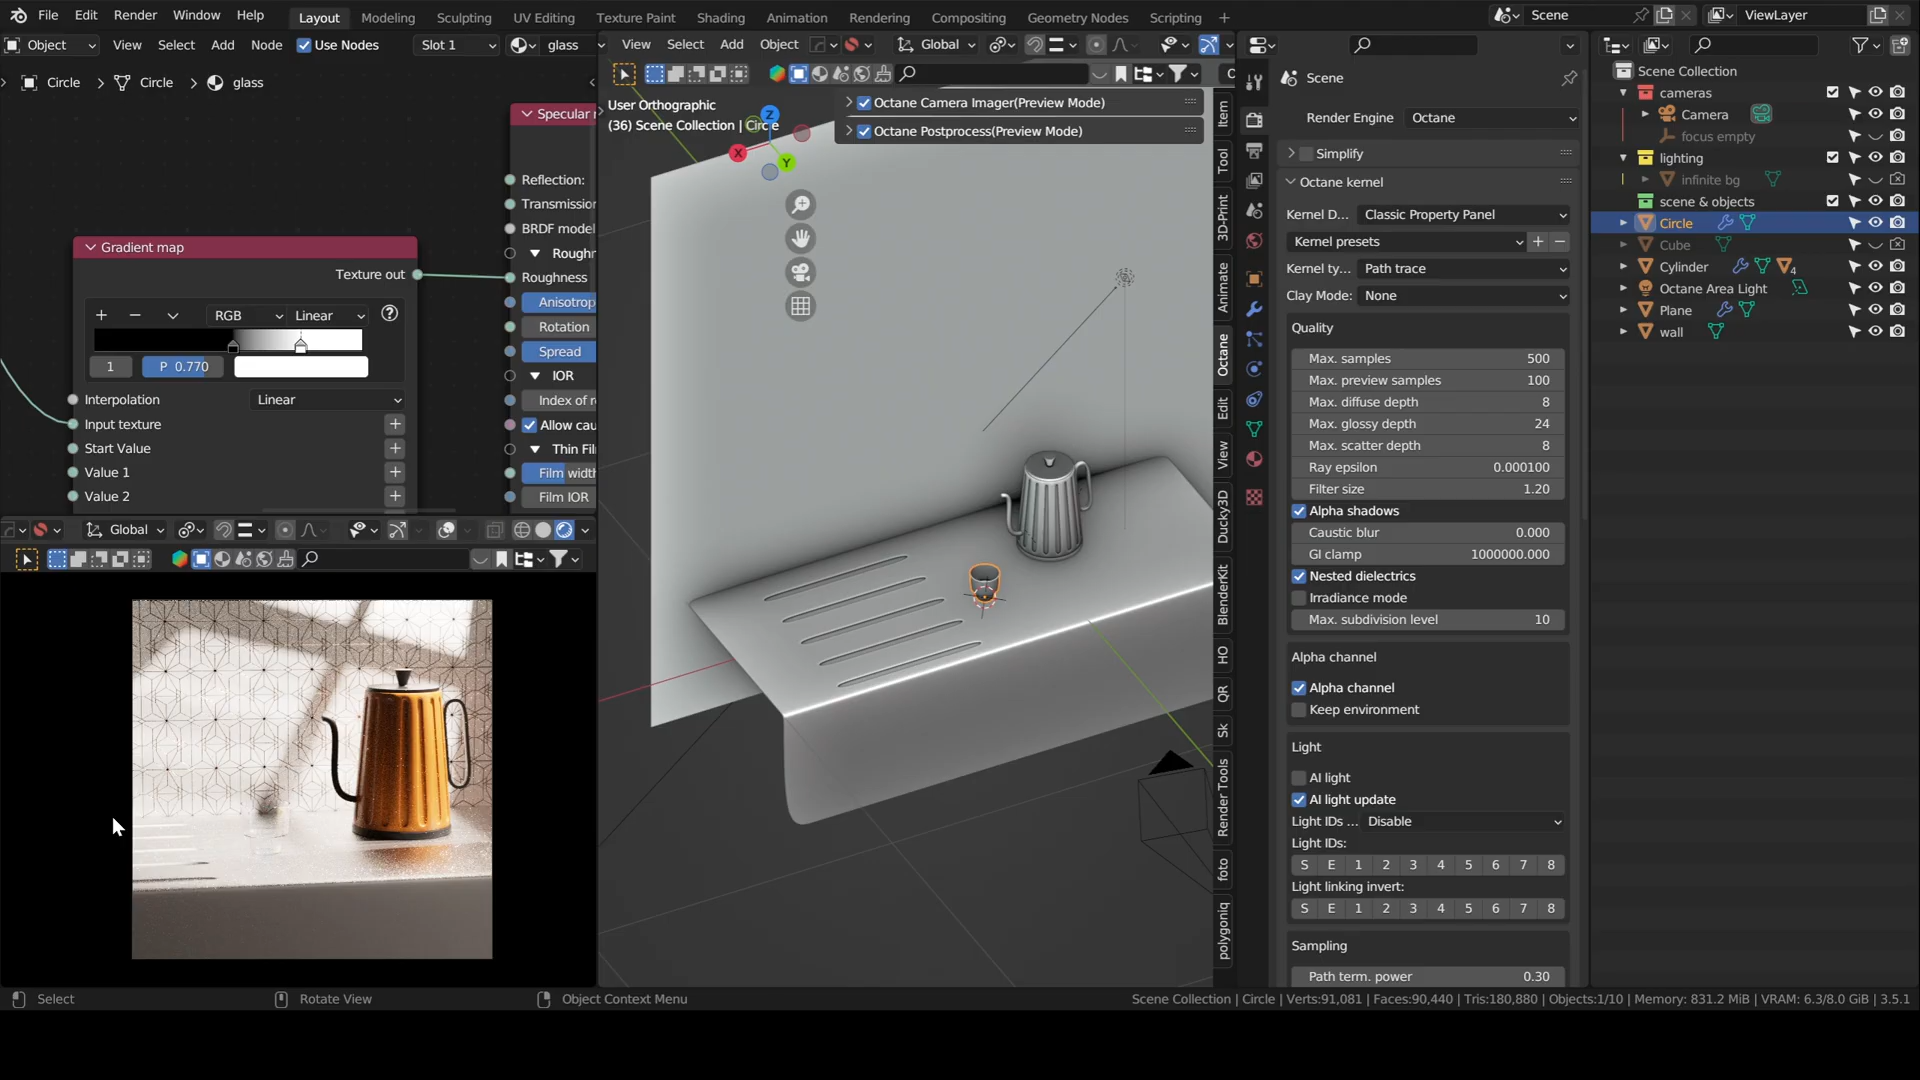 File Edit Render Window Help Layout Modeling Sculpting UV Editing Texture Paint Shading Animation Rendering Compositing Geometry Nodes Scripting + Scene ViewLayer
Object View Select Add Node Use Nodes Slot 1 glass
Circle > Circle > glass
Specular
Reflection:
Transmission
BRDF model
Gradient map
Texture out
Roughness
RGB Linear
1 P 0.770
Interpolation Linear
Input texture
Start Value
Value 1
Value 2
Anisotrop
Rotation
Spread
IOR
Index of r
Allow cau
Thin Fil
Film widt
Film IOR
Global
View Select Add Object Global
User Orthographic
(36) Scene Collection | Circle
Octane Camera Imager(Preview Mode)
Octane Postprocess(Preview Mode)
X Y Z
Item
Tool
3D-Print
Animate
Octane
Edit
View
Ducky3D
BlenderKit
HO
QR
Sk
Render Tools
foto
polygoniq
Scene
Render Engine Octane
Simplify
Octane kernel
Kernel D... Classic Property Panel
Kernel presets
Kernel ty... Path trace
Clay Mode: None
Quality
Max. samples 500
Max. preview samples 100
Max. diffuse depth 8
Max. glossy depth 24
Max. scatter depth 8
Ray epsilon 0.000100
Filter size 1.20
Alpha shadows
Caustic blur 0.000
GI clamp 1000000.000
Nested dielectrics
Irradiance mode
Max. subdivision level 10
Alpha channel
Alpha channel
Keep environment
Light
AI light
AI light update
Light IDs ... Disable
Light IDs:
S E 1 2 3 4 5 6 7 8
Light linking invert:
S E 1 2 3 4 5 6 7 8
Sampling
Path term. power 0.30
Scene Collection
cameras
Camera
focus empty
lighting
infinite bg
scene & objects
Circle
Cube
Cylinder 4
Octane Area Light
Plane
wall
Select Rotate View Object Context Menu
Scene Collection | Circle | Verts:91,081 | Faces:90,440 | Tris:180,880 | Objects:1/10 | Memory: 831.2 MiB | VRAM: 6.3/8.0 GiB | 3.5.1